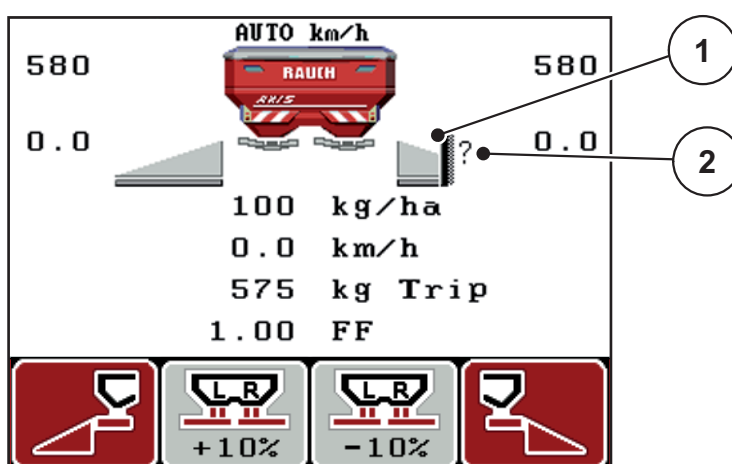 AUTO km/h
580
580
RAUCH
AXIS
0.0
0.0
?
1
2
100 kg/ha
0.0 km/h
575 kg Trip
1.00 FF
L R
+10%
L R
-10%